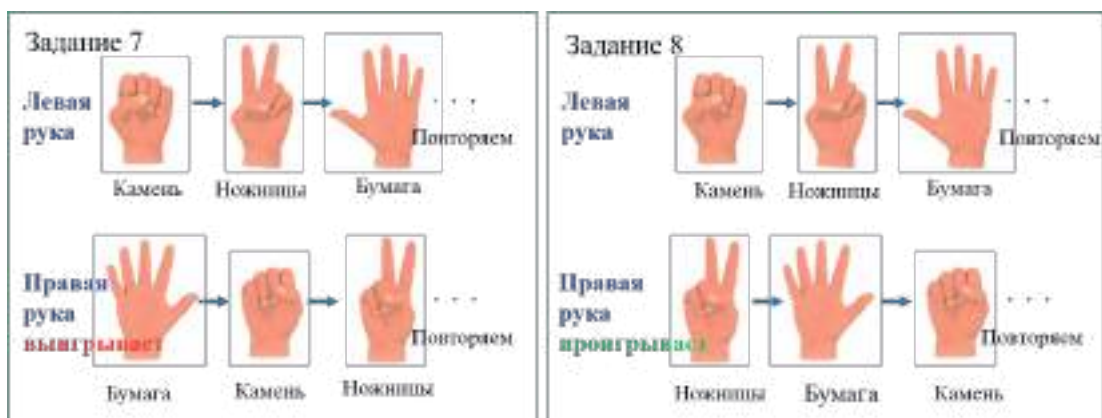 Задание 7
Левая
рука
. . .
Повторяем
Камень
Ножницы
Бумага
Правая
рука
выигрывает
. . .
Повторяем
Бумага
Камень
Ножницы
Задание 8
Левая
рука
. . .
Повторяем
Камень
Ножницы
Бумага
Правая
рука
проигрывает
. . .
Повторяем
Ножницы
Бумага
Камень